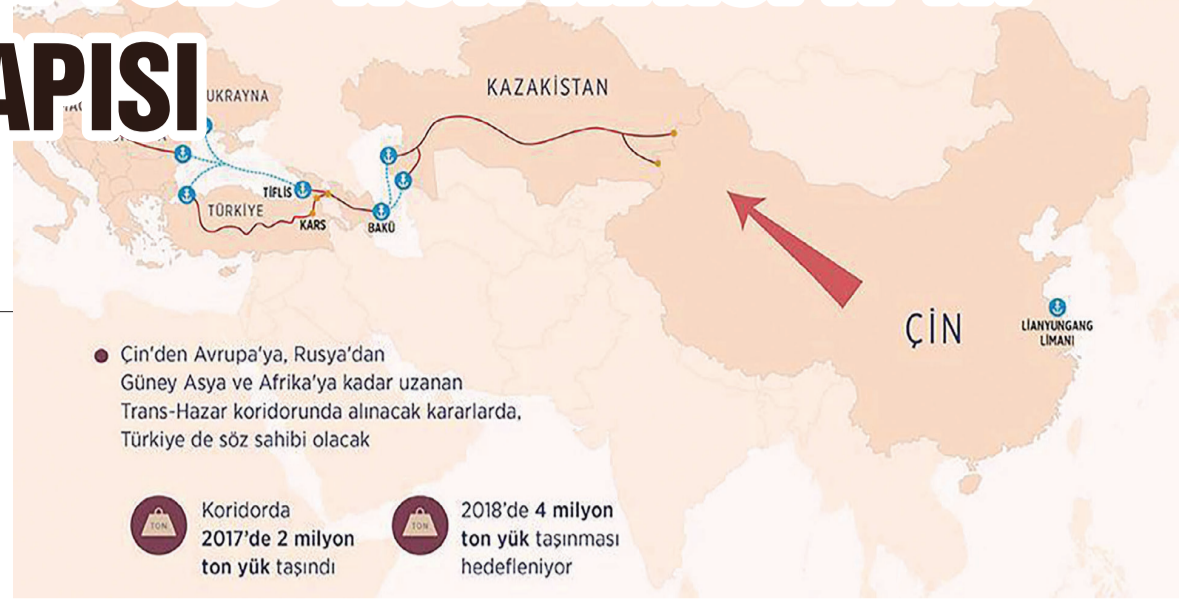 APISI
UKRAYNA
KAZAKİSTAN
TİFLİS
TÜRKİYE
KARS
BAKÜ
ÇİN
LİANYUNGANG
LİMANI
Çin'den Avrupa'ya, Rusya'dan
Güney Asya ve Afrika'ya kadar uzanan
Trans-Hazar koridorunda alınacak kararlarda,
Türkiye de söz sahibi olacak
TON
Koridorda
2017'de 2 milyon
ton yük taşındı
TON
2018'de 4 milyon
ton yük taşınması
hedefleniyor